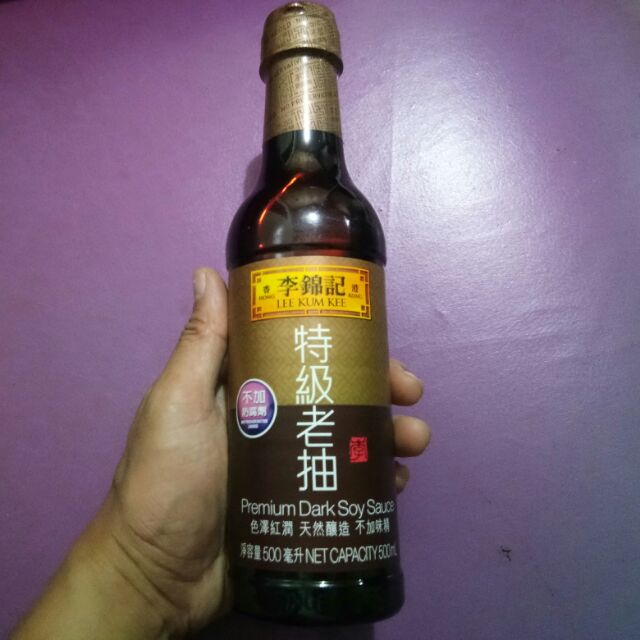 香 李錦記 港
HONG LEE KUM KEE KONG
特級老抽
不加
防腐劑
李
Premium Dark Soy Sauce
色澤紅潤 天然釀造 不加味精
淨容量 500 毫升 NET CAPACITY 500mL